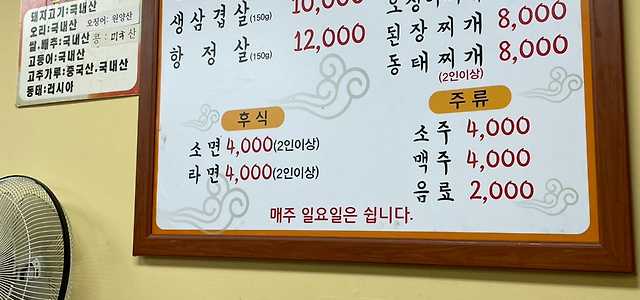 돼지고기:국내산
오리:국내산 오징어: 원양산
쌀,배추:국내산 콩: 미국산
고등어:국내산
고추가루:중국산,국내산
동태:러시아
생삼겹살(150g) 10,000
항정살(150g) 12,000
된장찌개 8,000
동태찌개 8,000
(2인이상)
후식
소면 4,000(2인이상)
타면 4,000(2인이상)
주류
소주 4,000
맥주 4,000
음료 2,000
매주 일요일은 쉽니다.